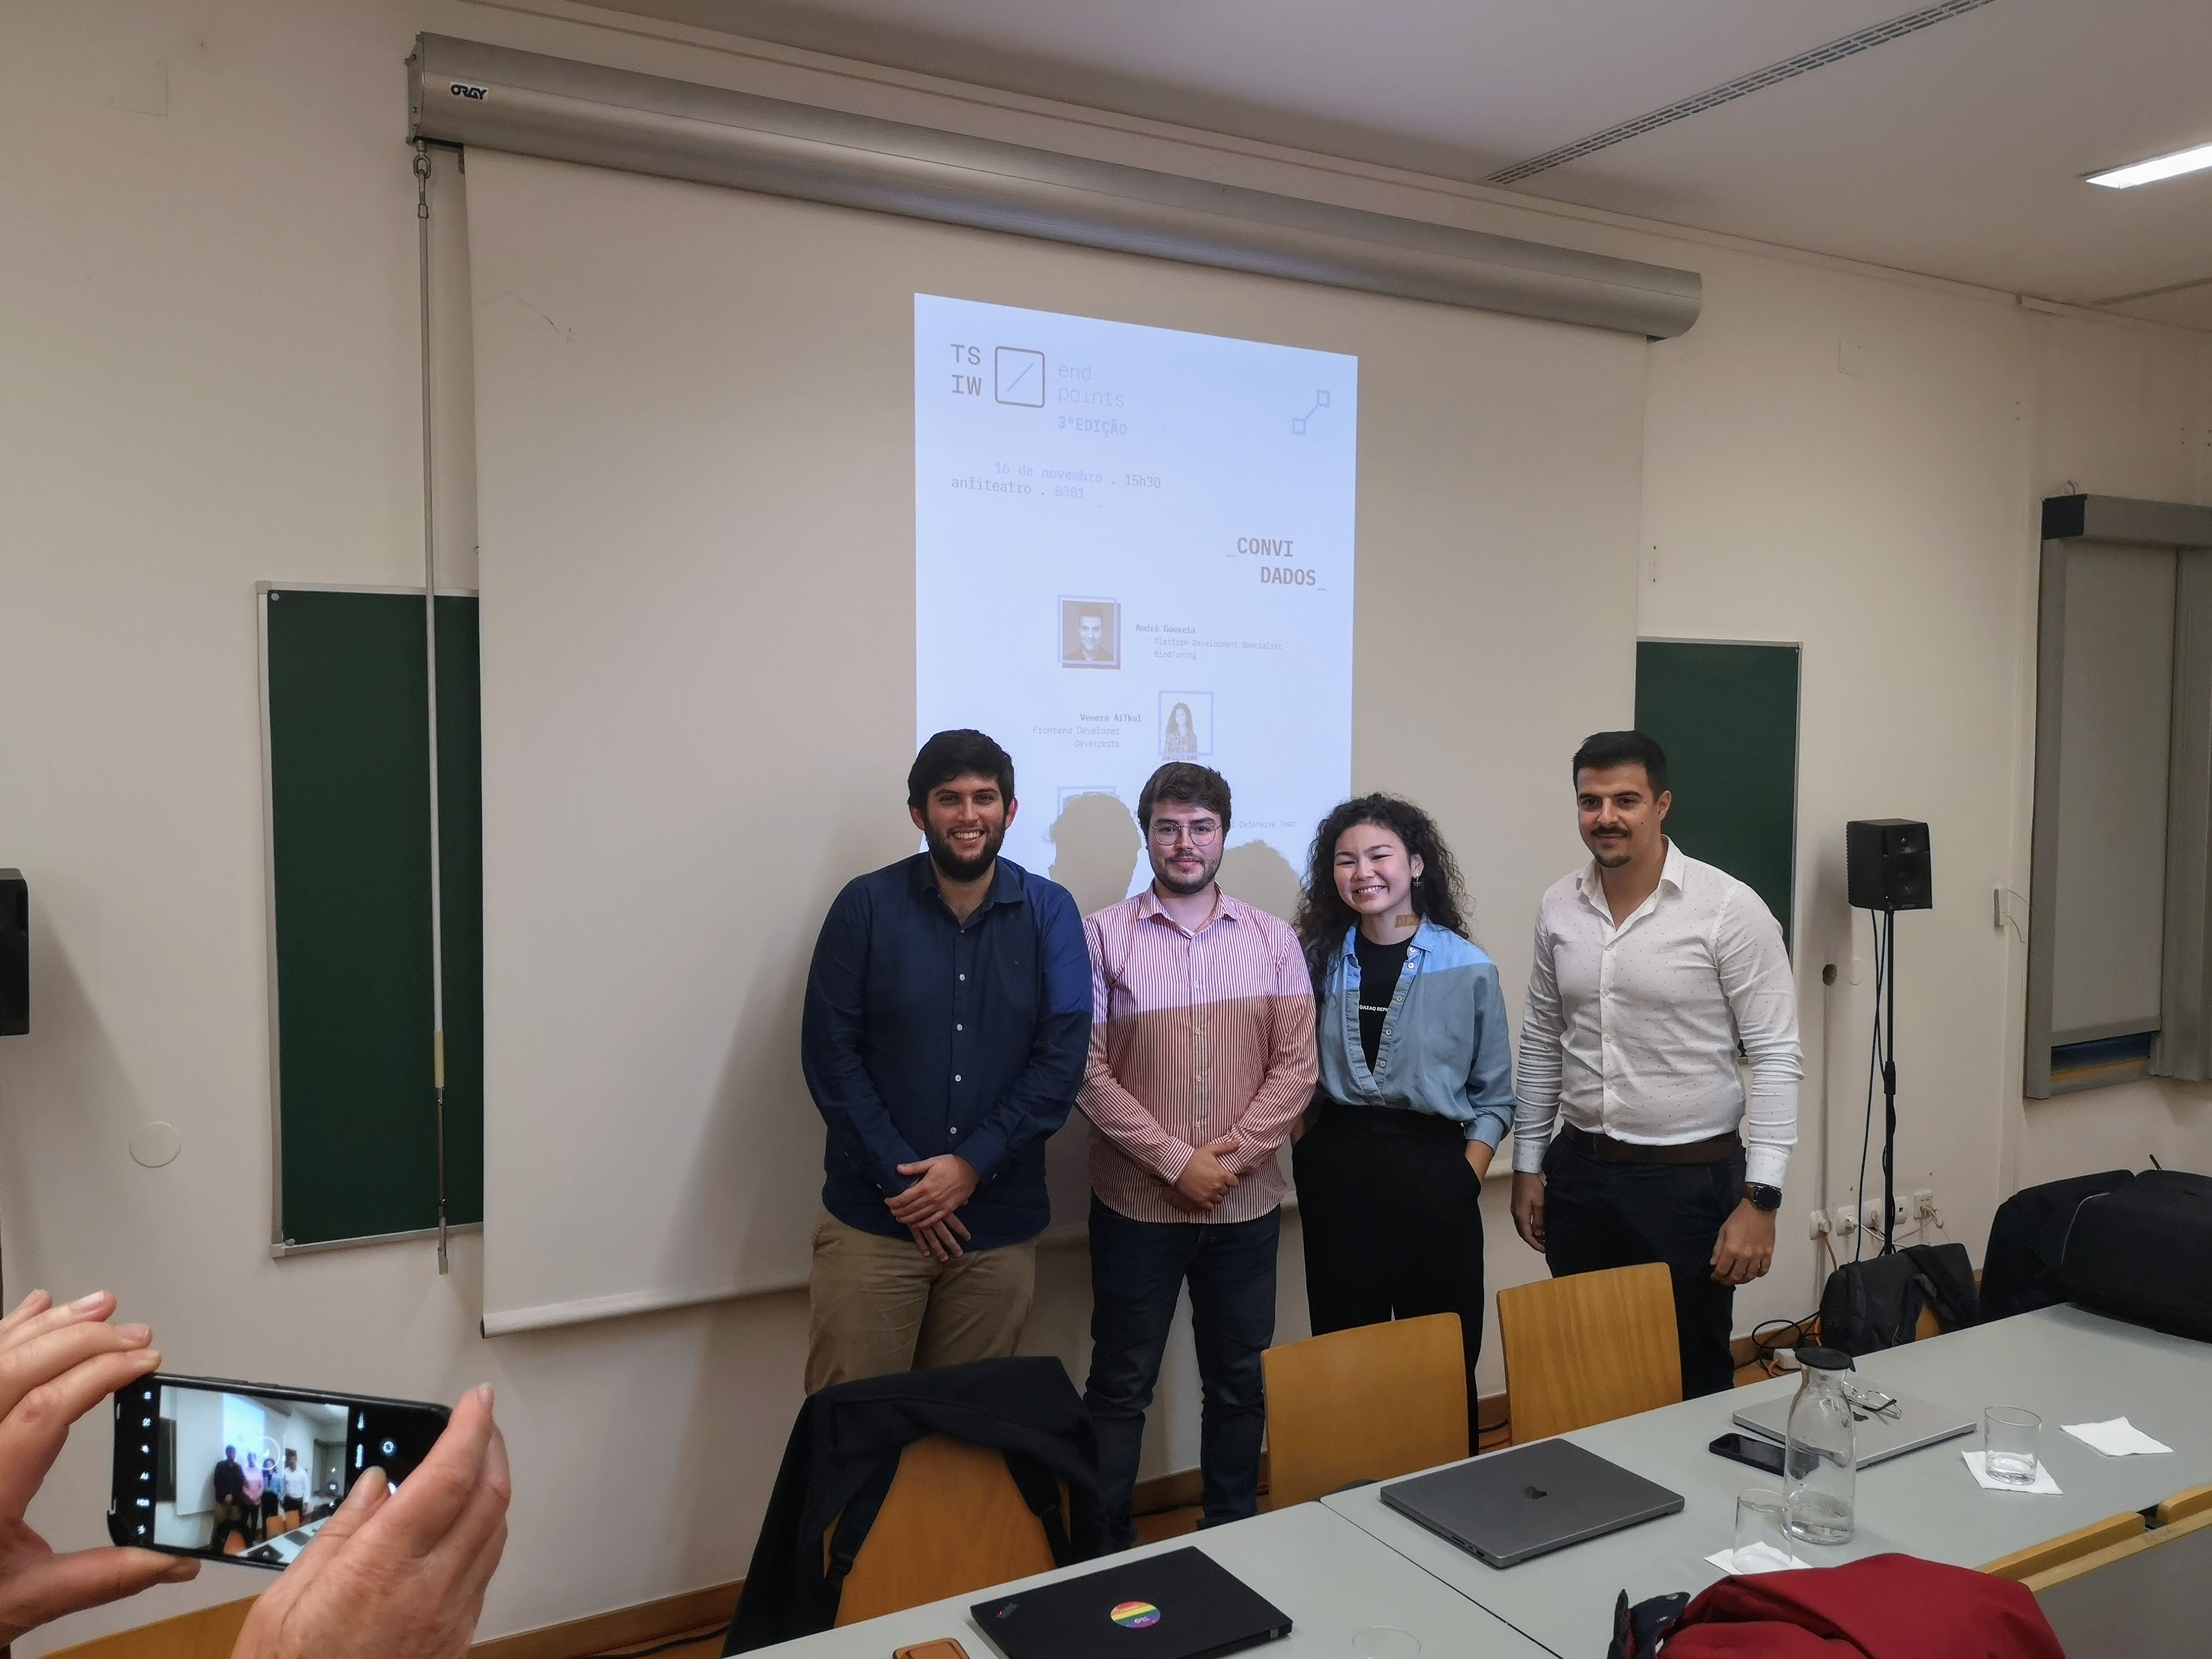 ORAY
TS
IW
end
points
3ªEDIÇÃO
16 de novembro . 15h30
anfiteatro . B301
_CONVI
DADOS_
André Gouveia
Platform Development Specialist
BindTuning
Venera AiTkul
Frontend Developer
Devexperts
Defensive Team
QAZAQ